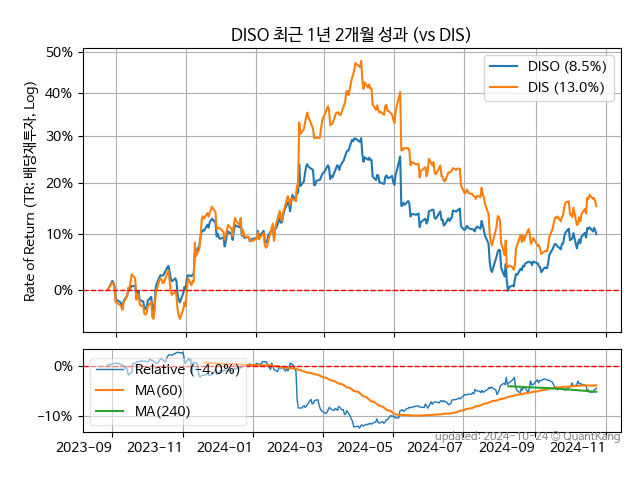 DISO 최근 1년 2개월 성과 (vs DIS)
Rate of Return (TR: 배당재투자, Log)
50%
40%
30%
20%
10%
0%
DISO (8.5%)
DIS (13.0%)
0%
−10%
Relative (−4.0%)
MA(60)
MA(240)
2023−09 2023−11 2024−01 2024−03 2024−05 2024−07 2024−09 2024−11
updated: 2024−10−24 © QuantKang